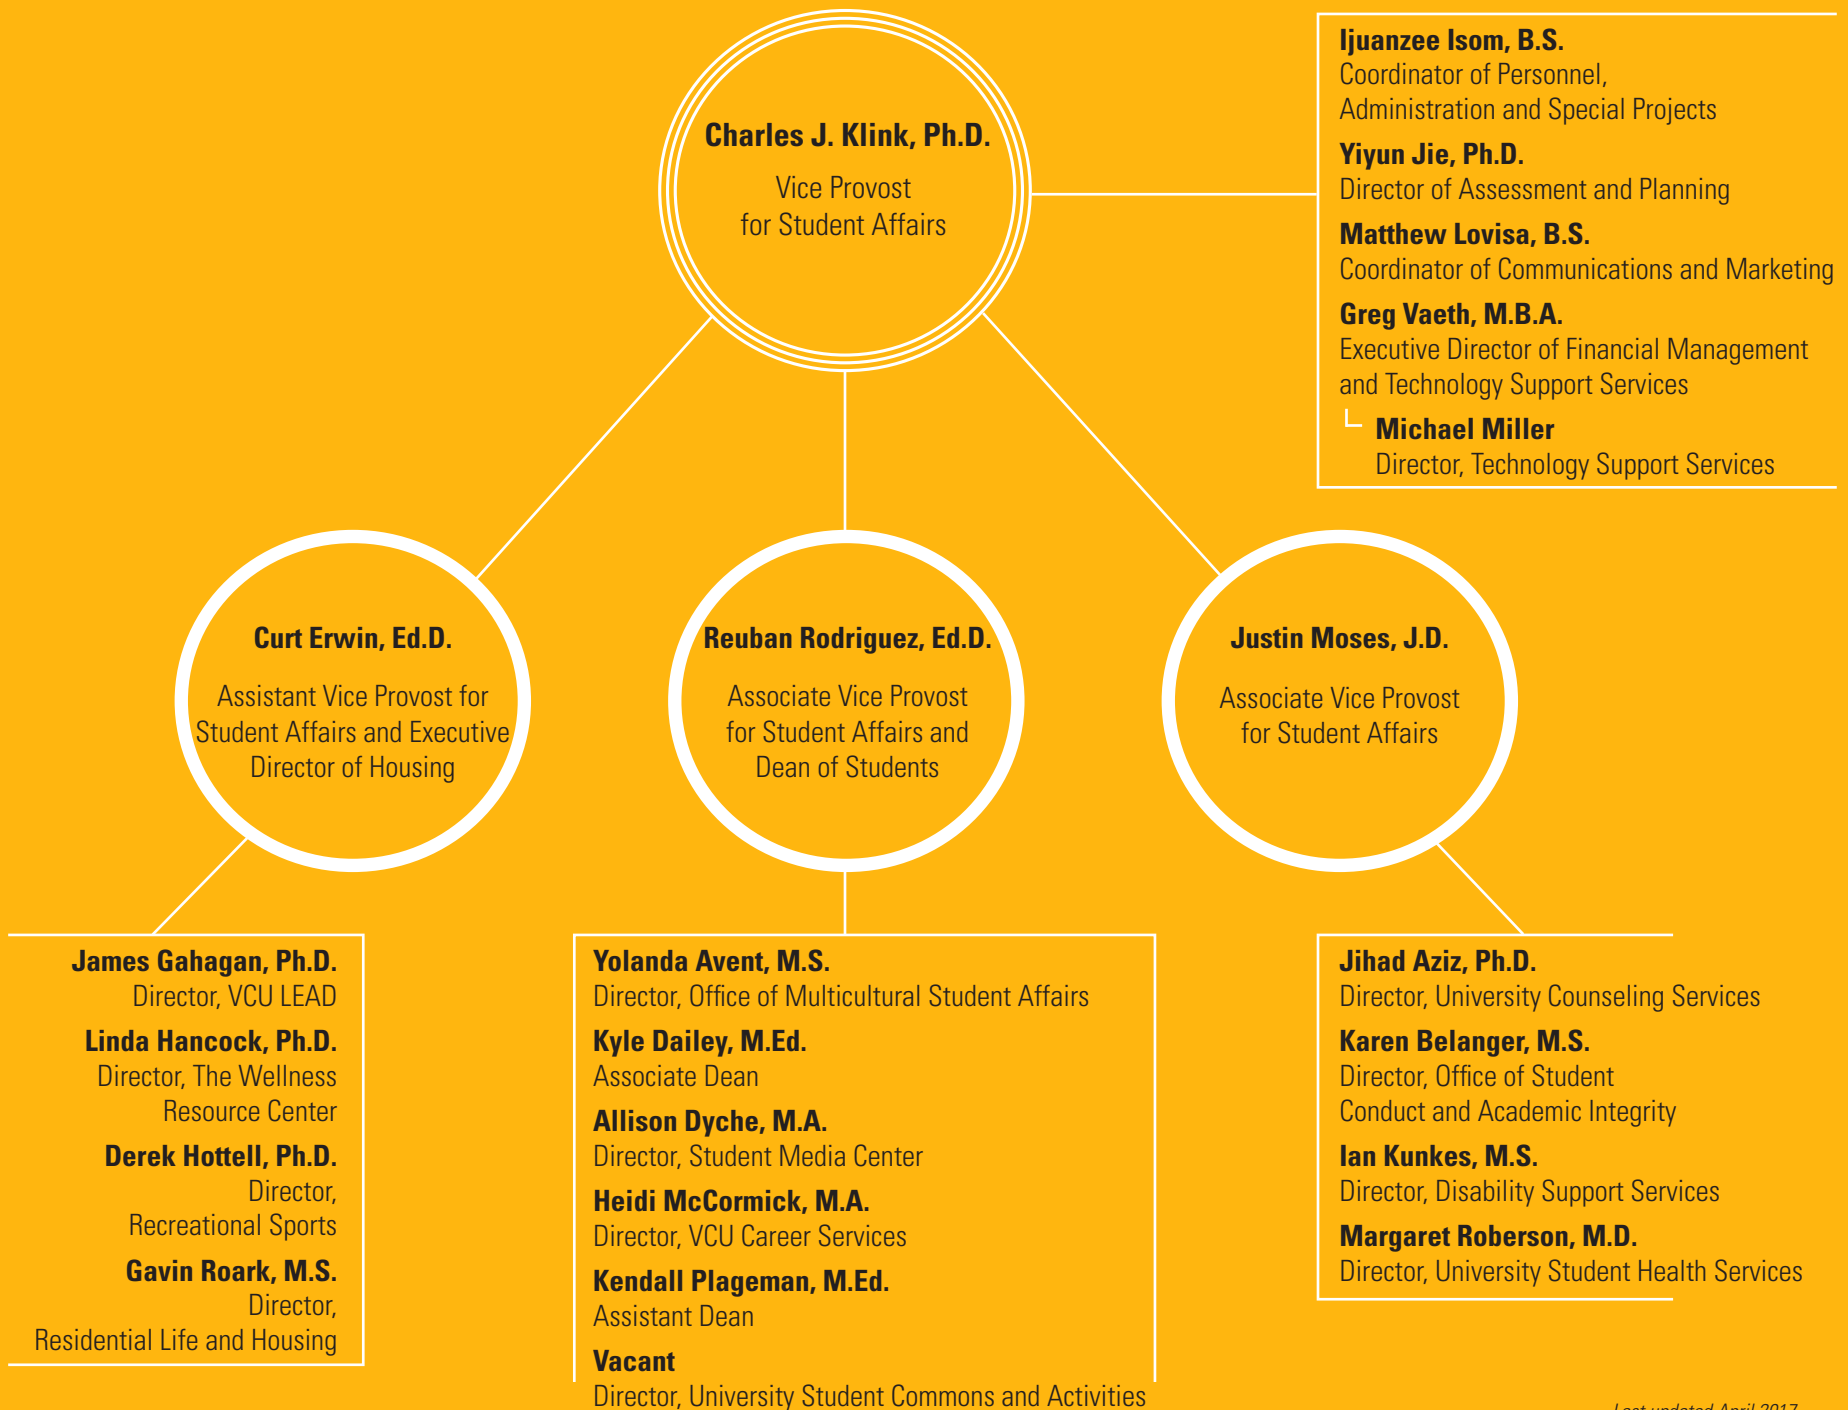 Charles J. Klink, Ph.D.
Vice Provost
for Student Affairs
Ijuanzee Isom, B.S.
Coordinator of Personnel,
Administration and Special Projects
Yiyun Jie, Ph.D.
Director of Assessment and Planning
Matthew Lovisa, B.S.
Coordinator of Communications and Marketing
Greg Vaeth, M.B.A.
Executive Director of Financial Management
and Technology Support Services
Michael Miller
Director, Technology Support Services
Curt Erwin, Ed.D.
Assistant Vice Provost for
Student Affairs and Executive
Director of Housing
Reuban Rodriguez, Ed.D.
Associate Vice Provost
for Student Affairs and
Dean of Students
Justin Moses, J.D.
Associate Vice Provost
for Student Affairs
James Gahagan, Ph.D.
Director, VCU LEAD
Linda Hancock, Ph.D.
Director, The Wellness
Resource Center
Derek Hottell, Ph.D.
Director,
Recreational Sports
Gavin Roark, M.S.
Director,
Residential Life and Housing
Yolanda Avent, M.S.
Director, Office of Multicultural Student Affairs
Kyle Dailey, M.Ed.
Associate Dean
Allison Dyche, M.A.
Director, Student Media Center
Heidi McCormick, M.A.
Director, VCU Career Services
Kendall Plageman, M.Ed.
Assistant Dean
Vacant
Director, University Student Commons and Activities
Jihad Aziz, Ph.D.
Director, University Counseling Services
Karen Belanger, M.S.
Director, Office of Student
Conduct and Academic Integrity
Ian Kunkes, M.S.
Director, Disability Support Services
Margaret Roberson, M.D.
Director, University Student Health Services
Last updated April 2017